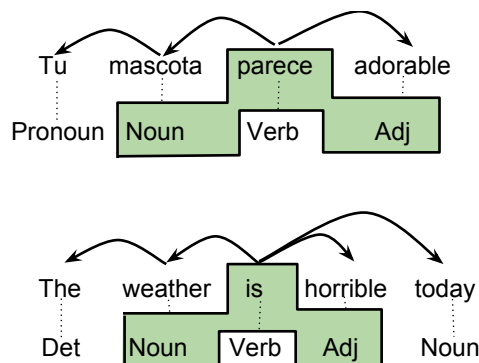 Tu mascota parece adorable
Pronoun Noun Verb Adj
The weather is horrible today
Det Noun Verb Adj Noun